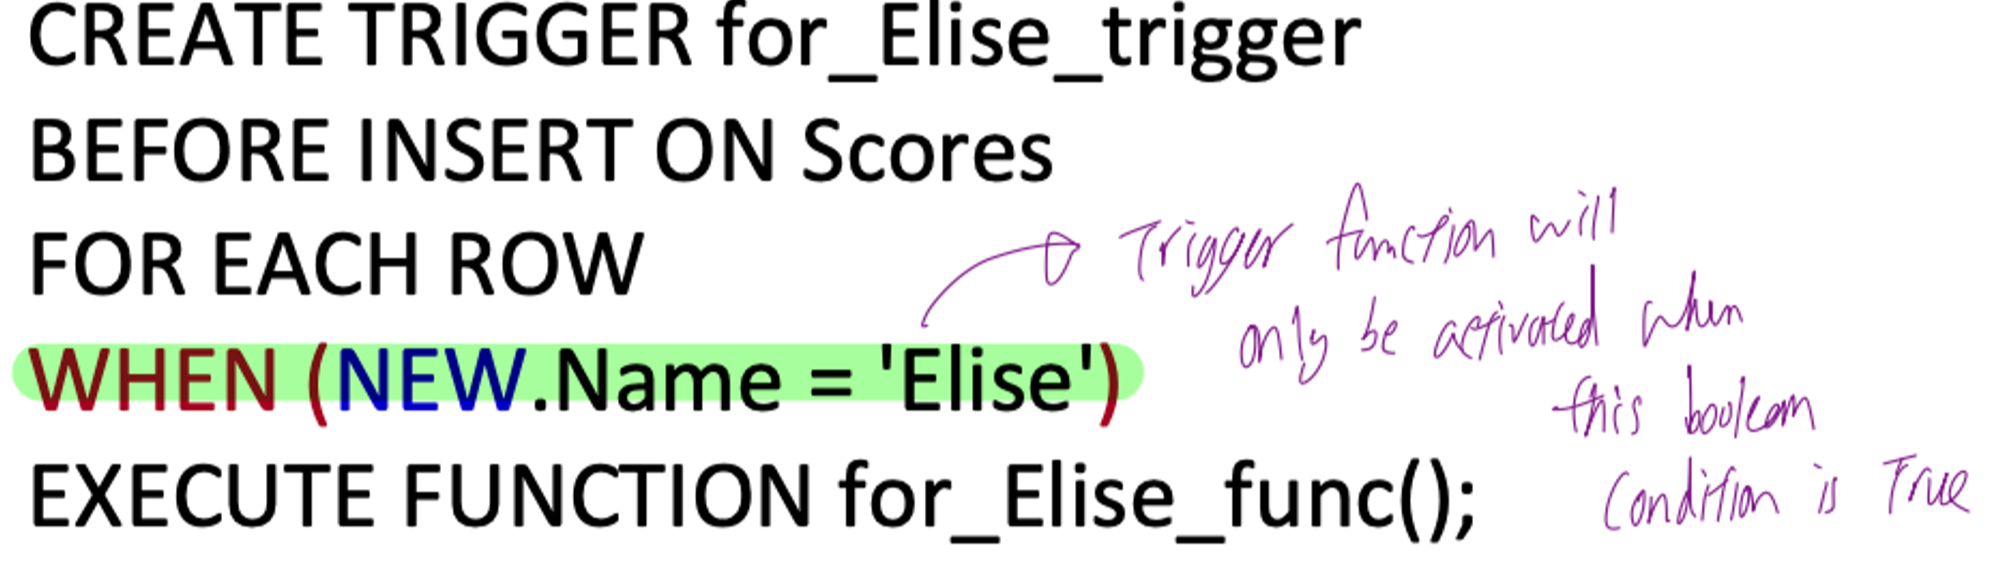 CREATE TRIGGER for_Elise_trigger
BEFORE INSERT ON Scores
FOR EACH ROW
WHEN (NEW.Name = 'Elise')
EXECUTE FUNCTION for_Elise_func();
Trigger function will
only be activated when
this boolean
Condition is True